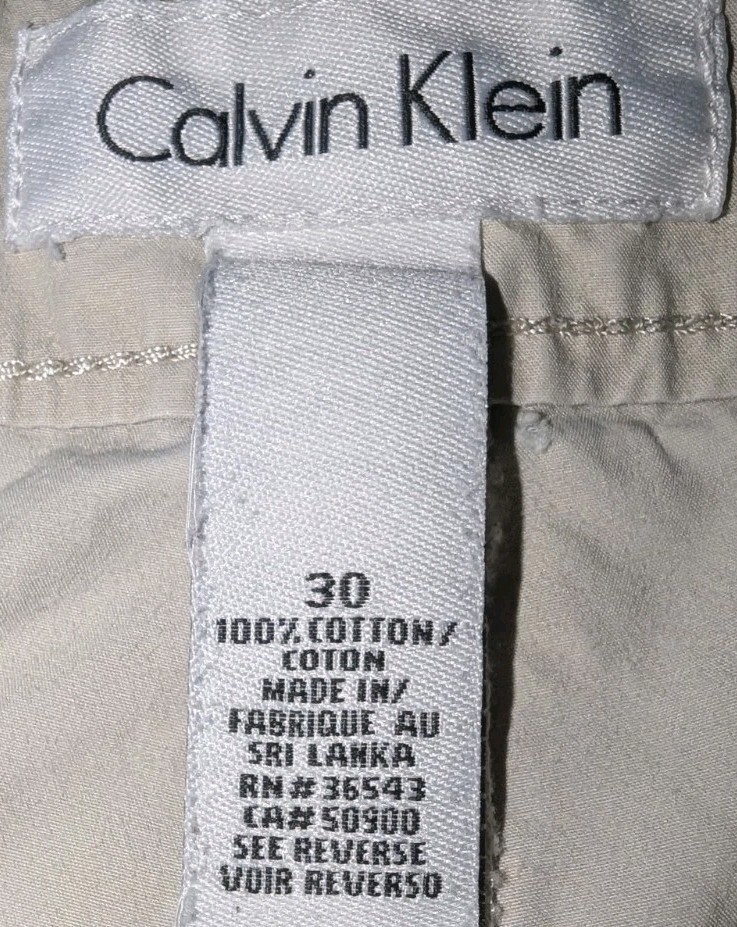 Calvin Klein
30
100% COTTON/
COTON
MADE IN/
FABRIQUE AU
SRI LANKA
RN#36543
CA#50900
SEE REVERSE
VOIR REVERSO